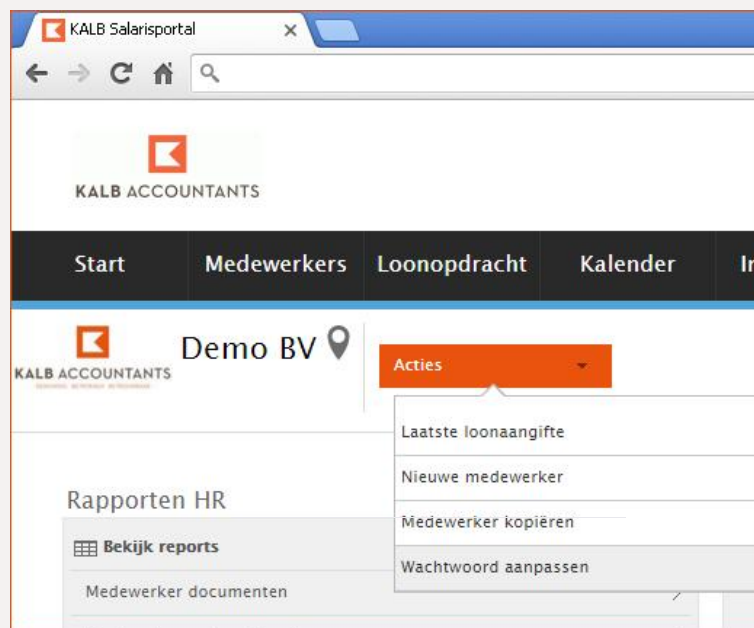 KALB Salarisportal
KALB ACCOUNTANTS
Start Medewerkers Loonopdracht Kalender
Demo BV
KALB ACCOUNTANTS
Acties
Laatste loonaangifte
Nieuwe medewerker
Medewerker kopiëren
Wachtwoord aanpassen
Rapporten HR
Bekijk reports
Medewerker documenten